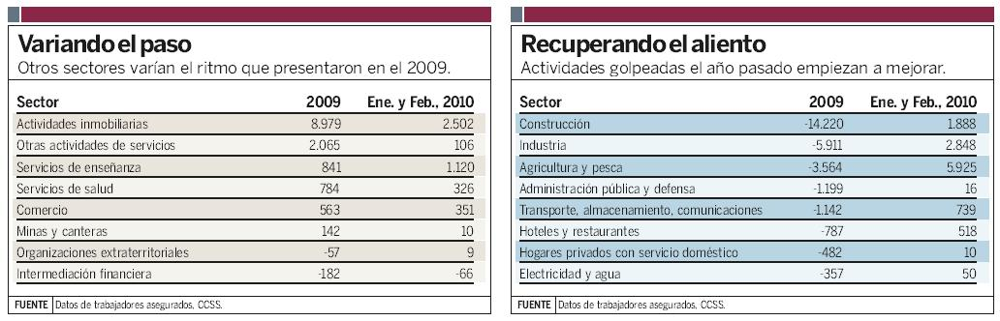 Variando el paso
Otros sectores varían el ritmo que presentaron en el 2009.
Sector 2009 Ene. y Feb., 2010
Actividades inmobiliarias 8.979 2.502
Otras actividades de servicios 2.065 106
Servicios de enseñanza 841 1.120
Servicios de salud 784 326
Comercio 563 351
Minas y canteras 142 10
Organizaciones extraterritoriales -57 9
Intermediación financiera -182 -66
FUENTE Datos de trabajadores asegurados, CCSS.
Recuperando el aliento
Actividades golpeadas el año pasado empiezan a mejorar.
Sector 2009 Ene. y Feb., 2010
Construcción -14.220 1.888
Industria -5.911 2.848
Agricultura y pesca -3.564 5.925
Administración pública y defensa -1.199 16
Transporte, almacenamiento, comunicaciones -1.142 739
Hoteles y restaurantes -787 518
Hogares privados con servicio doméstico -482 10
Electricidad y agua -357 50
FUENTE Datos de trabajadores asegurados, CCSS.